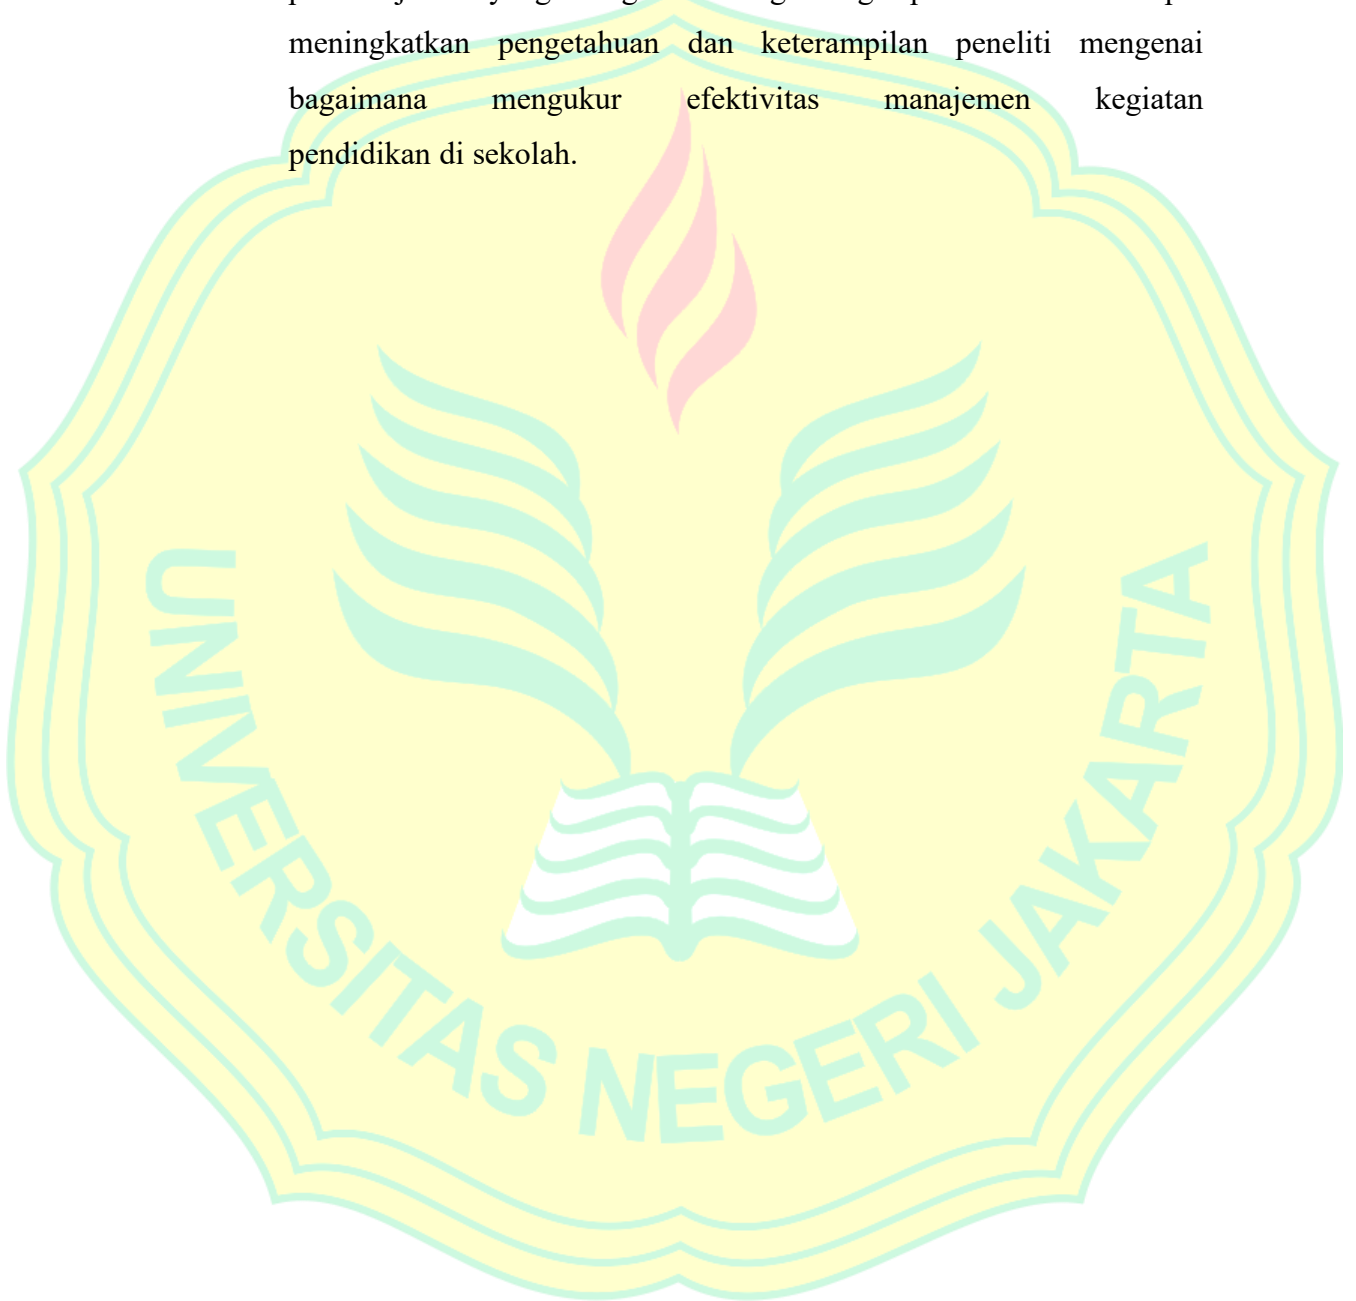 meningkatkan pengetahuan dan keterampilan peneliti mengenai
bagaimana mengukur efektivitas manajemen kegiatan
pendidikan di sekolah.
UNIVERSITAS NEGERI JAKARTA